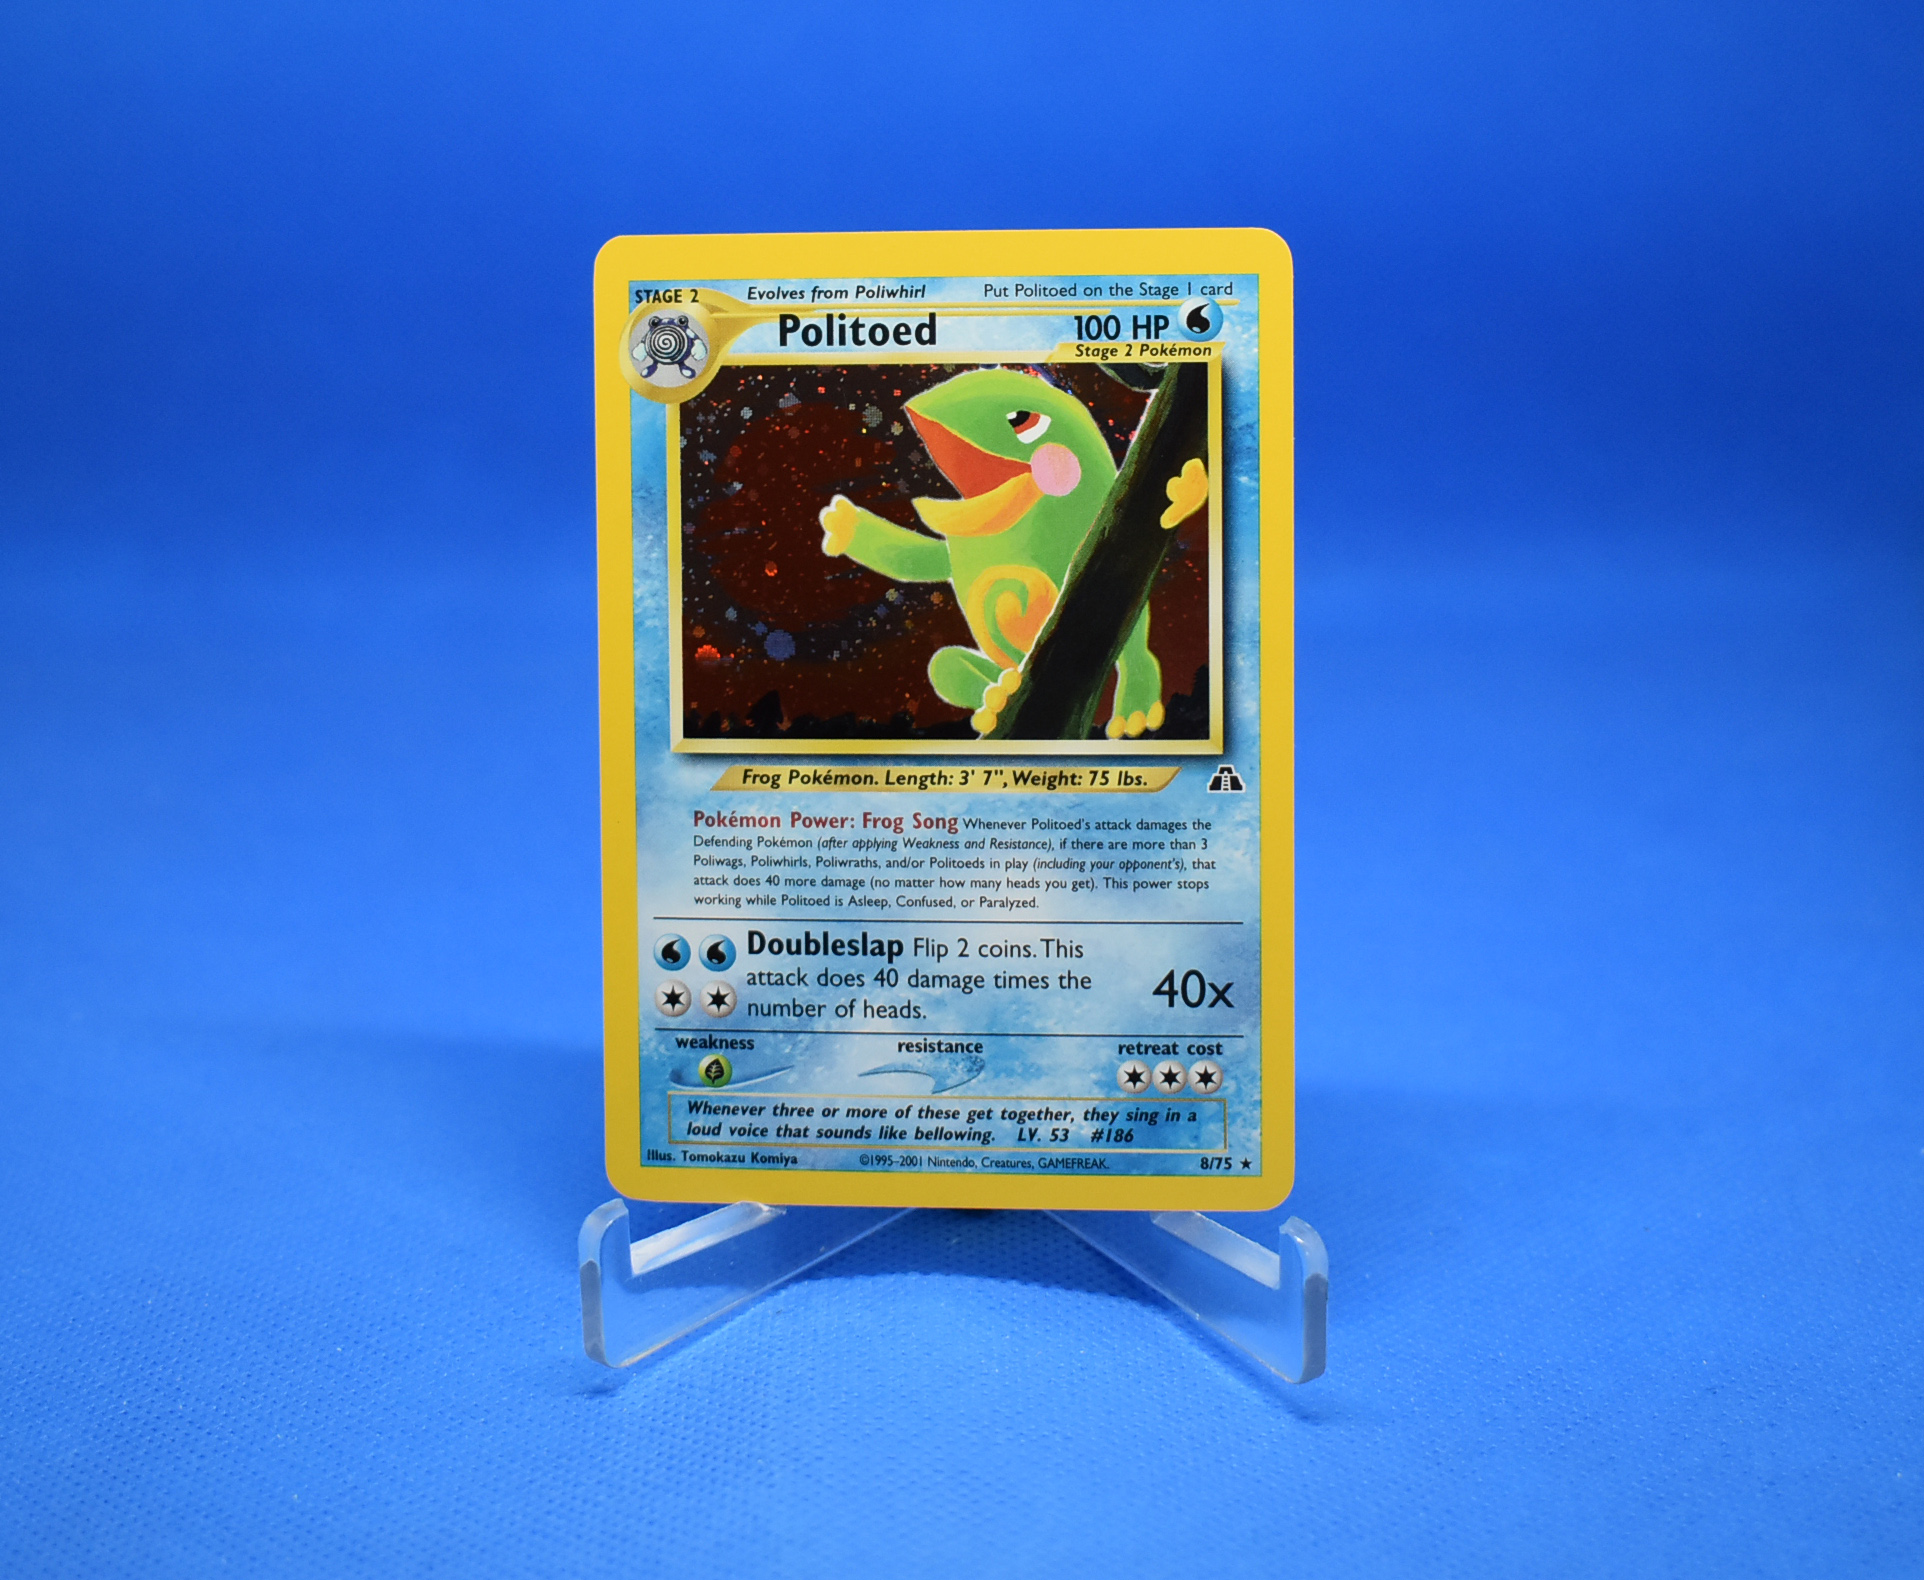 STAGE 2 Evolves from Poliwhirl Put Politoed on the Stage 1 card
Politoed 100 HP
Stage 2 Pokémon
Frog Pokémon. Length: 3' 7", Weight: 75 lbs.
Pokémon Power: Frog Song Whenever Politoed's attack damages the
Defending Pokémon (after applying Weakness and Resistance), if there are more than 3
Poliwags, Poliwhirls, Poliwraths, and/or Politoeds in play (including your opponent's), that
attack does 40 more damage (no matter how many heads you get). This power stops
working while Politoed is Asleep, Confused, or Paralyzed.
Doubleslap Flip 2 coins. This
attack does 40 damage times the
number of heads.
40x
weakness resistance retreat cost
Whenever three or more of these get together, they sing in a
loud voice that sounds like bellowing. LV. 53 #186
Illus. Tomokazu Komiya ©1995-2001 Nintendo, Creatures, GAMEFREAK. 8/75 ★